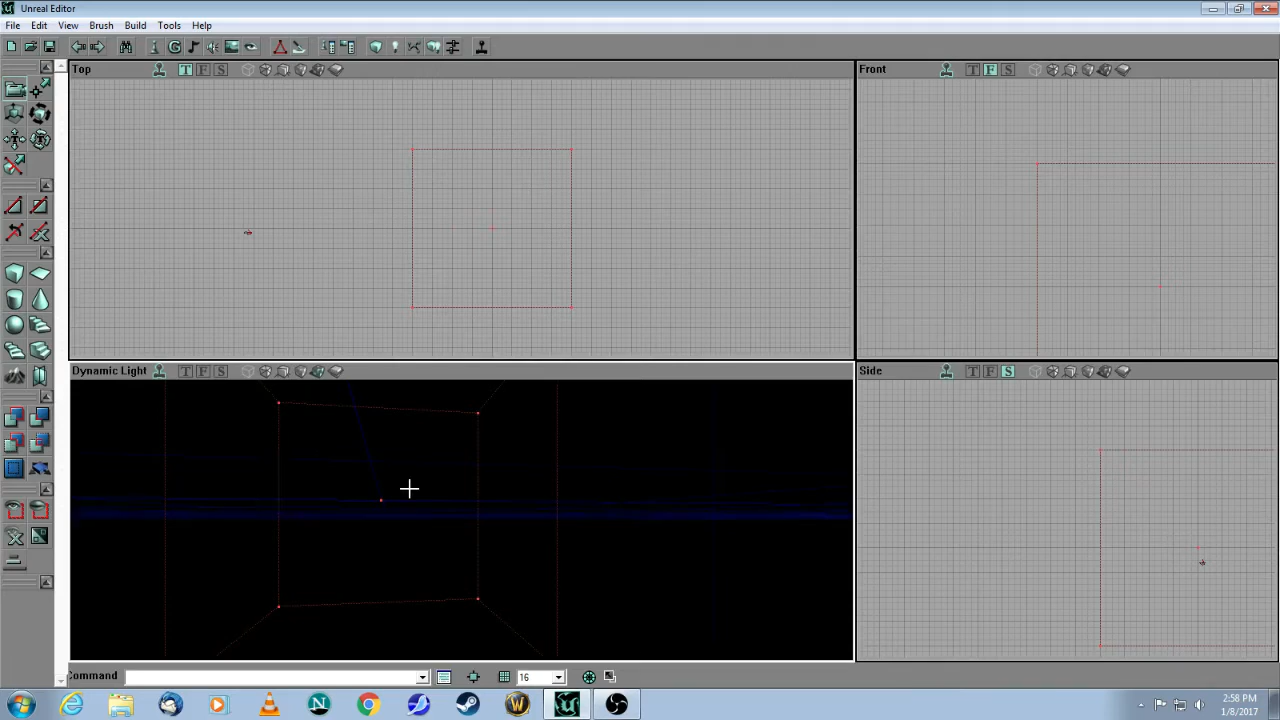 Unreal Editor
File Edit View Brush Build Tools Help
Top T F S
Front T F S
Dynamic Light T F S
Side T F S
Command 16
2:58 PM
1/8/2017